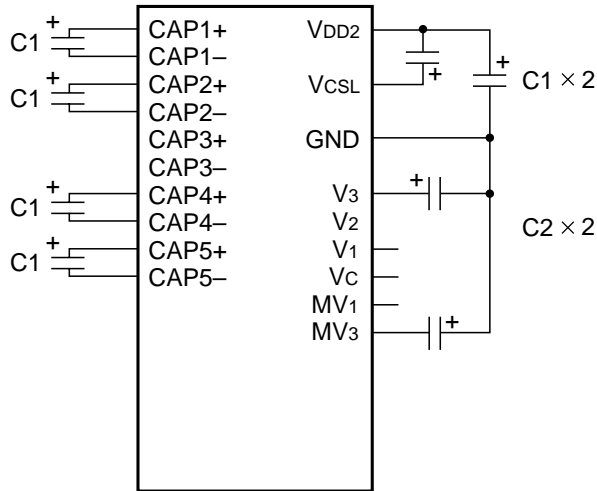 C1
+
CAP1+
CAP1–
C1
+
CAP2+
CAP2–
CAP3+
CAP3–
C1
+
CAP4+
CAP4–
C1
+
CAP5+
CAP5–
VDD2
VCSL
+
+
C1 × 2
GND
V3
+
V2
C2 × 2
V1
VC
MV1
MV3
+